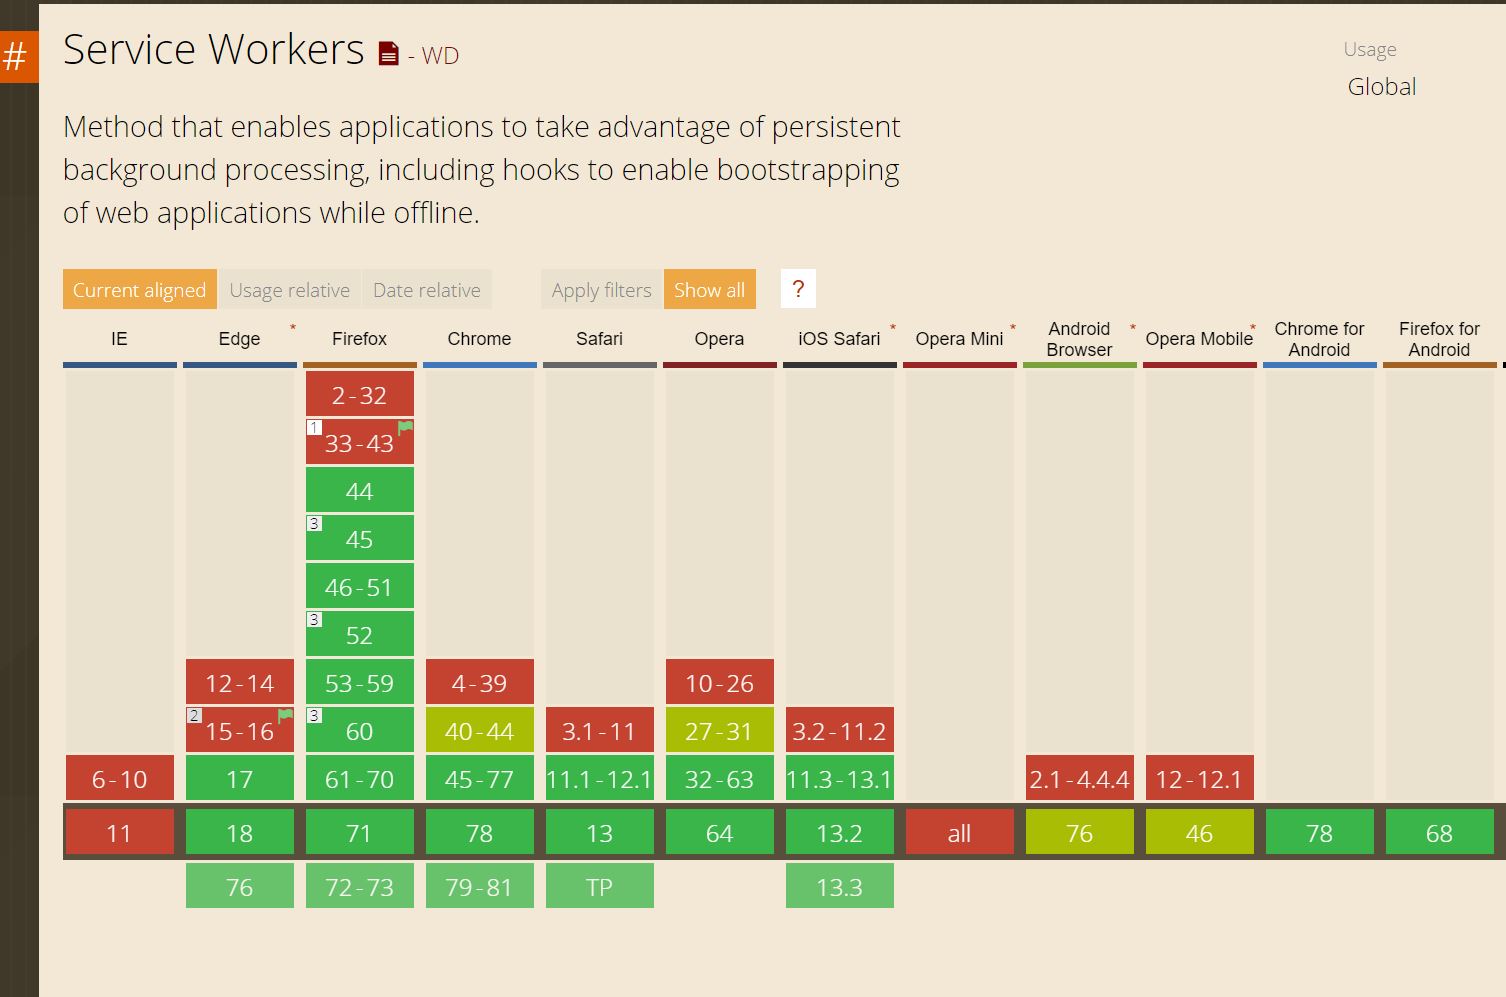 #
Service Workers - WD
Usage
Global
Method that enables applications to take advantage of persistent
background processing, including hooks to enable bootstrapping
of web applications while offline.
Current aligned Usage relative Date relative Apply filters Show all ?
IE Edge * Firefox Chrome Safari Opera iOS Safari * Opera Mini * Android Browser * Opera Mobile * Chrome for Android Firefox for Android
2-32
1 33-43
44
3 45
46-51
3 52
12-14 53-59 4-39 10-26
2 15-16 3 60 40-44 3.1-11 27-31 3.2-11.2
6-10 17 61-70 45-77 11.1-12.1 32-63 11.3-13.1 2.1-4.4.4 12-12.1
11 18 71 78 13 64 13.2 all 76 46 78 68
76 72-73 79-81 TP 13.3